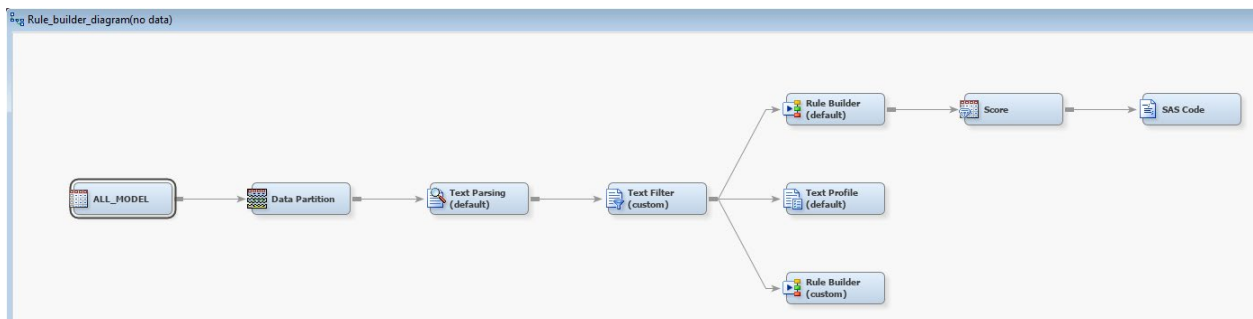 Rule_builder_diagram(no data)
Rule Builder
(default)
Score
SAS Code
ALL_MODEL
Data Partition
Text Parsing
(default)
Text Filter
(custom)
Text Profile
(default)
Rule Builder
(custom)